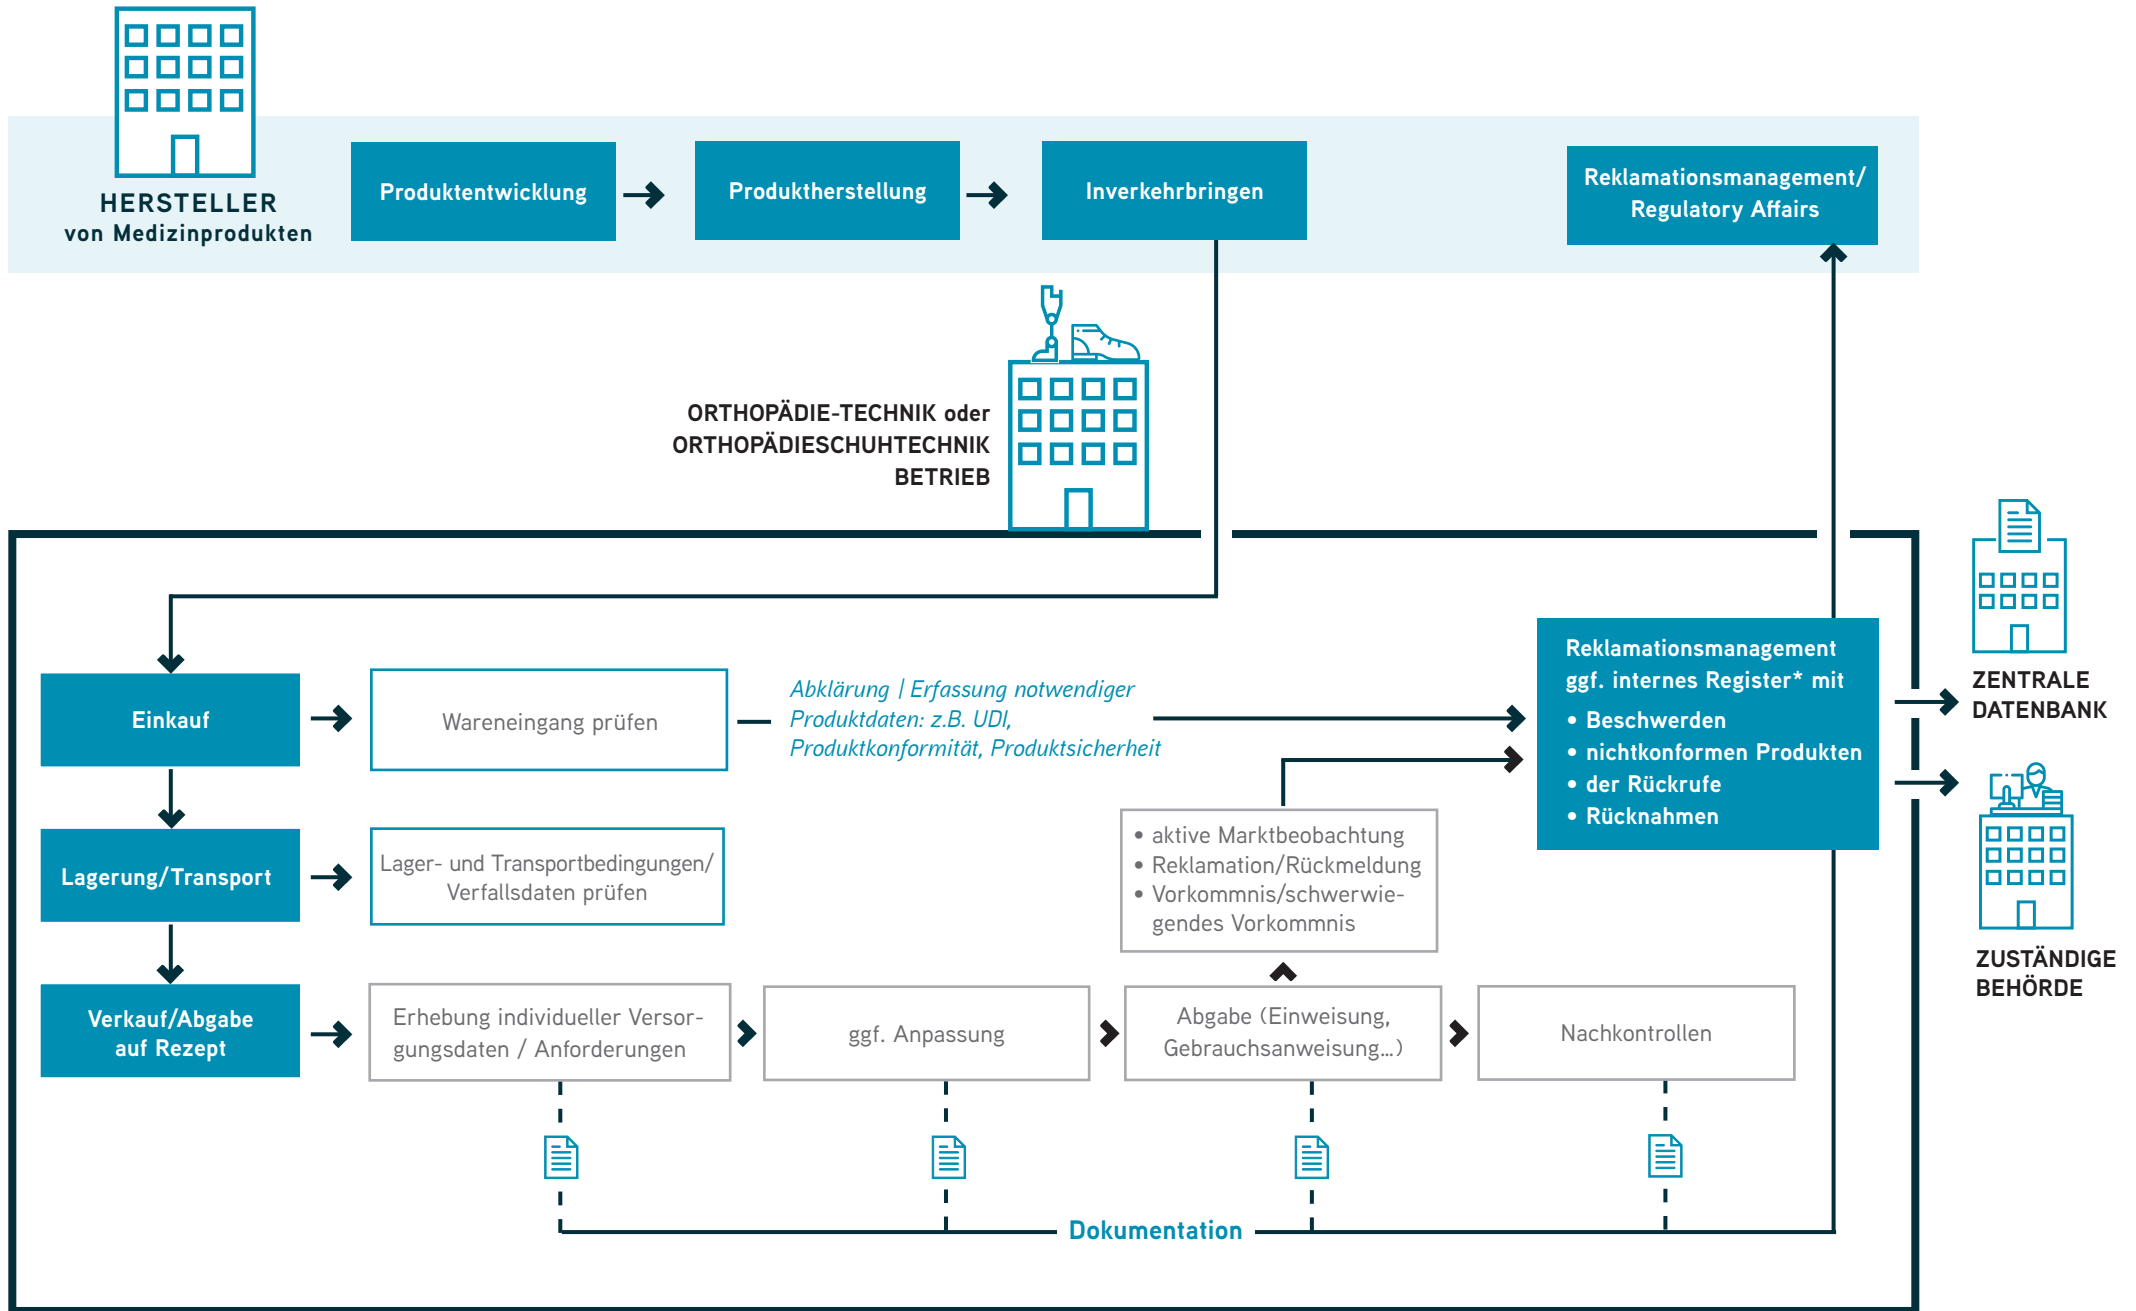 HERSTELLER
von Medizinprodukten
Produktentwicklung
Produktherstellung
Inverkehrbringen
Reklamationsmanagement/
Regulatory Affairs
ORTHOPÄDIE-TECHNIK oder
ORTHOPÄDIESCHUHTECHNIK
BETRIEB
Einkauf
Wareneingang prüfen
Abklärung | Erfassung notwendiger
Produktdaten: z.B. UDI,
Produktkonformität, Produktsicherheit
Reklamationsmanagement
ggf. internes Register* mit
• Beschwerden
• nichtkonformen Produkten
• der Rückrufe
• Rücknahmen
ZENTRALE
DATENBANK
ZUSTÄNDIGE
BEHÖRDE
Lagerung/Transport
Lager- und Transportbedingungen/
Verfallsdaten prüfen
• aktive Marktbeobachtung
• Reklamation/Rückmeldung
• Vorkommnis/schwerwie-
gendes Vorkommnis
Verkauf/Abgabe
auf Rezept
Erhebung individueller Versor-
gungsdaten / Anforderungen
ggf. Anpassung
Abgabe (Einweisung,
Gebrauchsanweisung...)
Nachkontrollen
Dokumentation